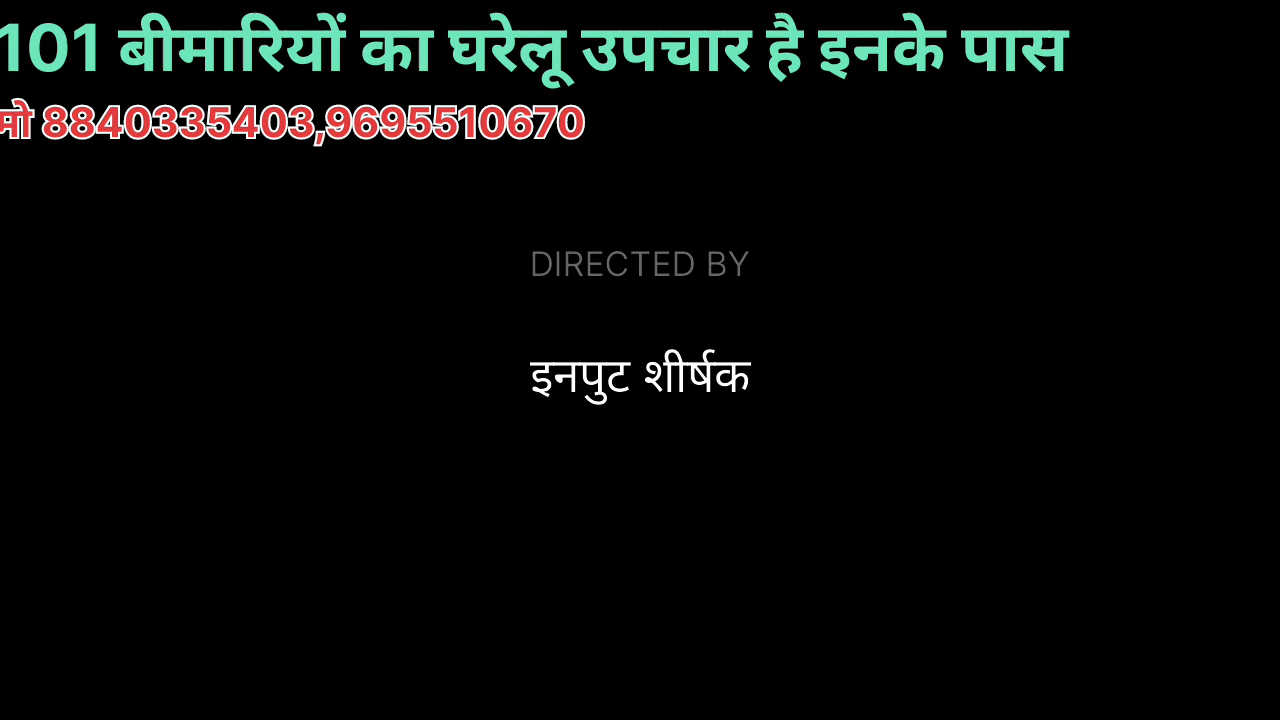 101 बीमारियों का घरेलू उपचार है इनके पास
मो 8840335403,9695510670
DIRECTED BY
इनपुट शीर्षक